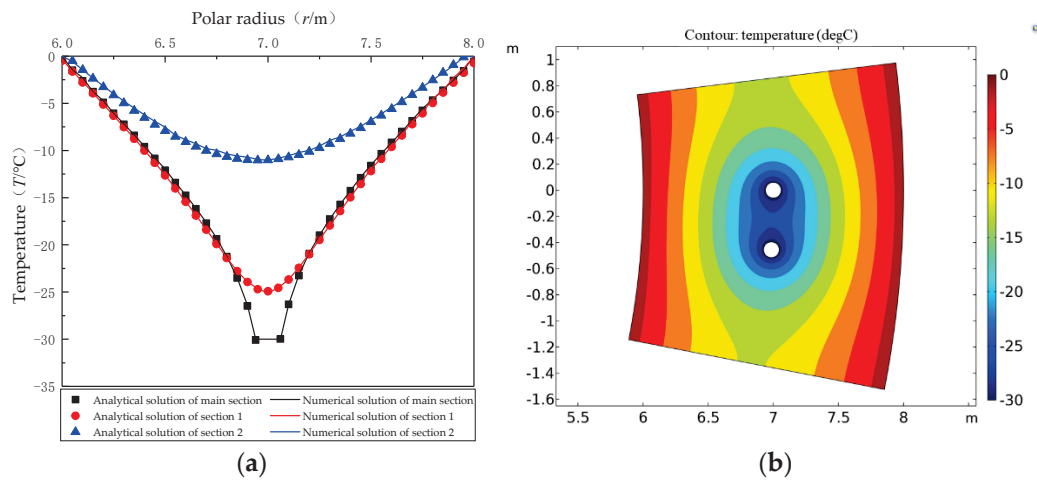 Polar radius（r/m）
6.0 6.5 7.0 7.5 8.0
0
−5
−10
−15
−20
−25
−30
−35
Temperature（T/°C）
Analytical solution of main section Numerical solution of main section
Analytical solution of section 1 Numerical solution of section 1
Analytical solution of section 2 Numerical solution of section 2
(a)
Contour: temperature (degC)
m
1
0.8
0.6
0.4
0.2
0
-0.2
-0.4
-0.6
-0.8
-1
-1.2
-1.4
-1.6
5.5 6 6.5 7 7.5 8 m
0
-5
-10
-15
-20
-25
-30
(b)